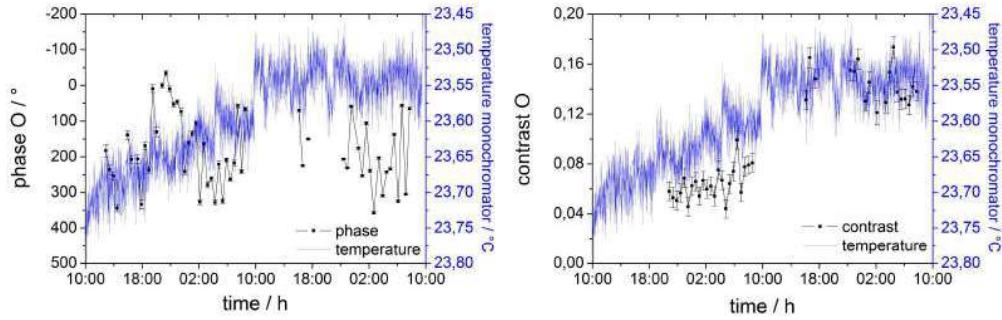 -100
0
100
200
300
400
500
phase O / °
23,45
23,50
23,55
23,60
23,65
23,70
23,75
23,80
temperature monochromator / °C
phase
temperature
10:00 18:00 02:00 10:00 18:00 02:00 10:00
time / h
0,20
0,16
0,12
0,08
0,04
0,00
contrast O
23,45
23,50
23,55
23,60
23,65
23,70
23,75
23,80
temperature monochromator / °C
contrast
temperature
10:00 18:00 02:00 10:00 18:00 02:00 10:00
time / h